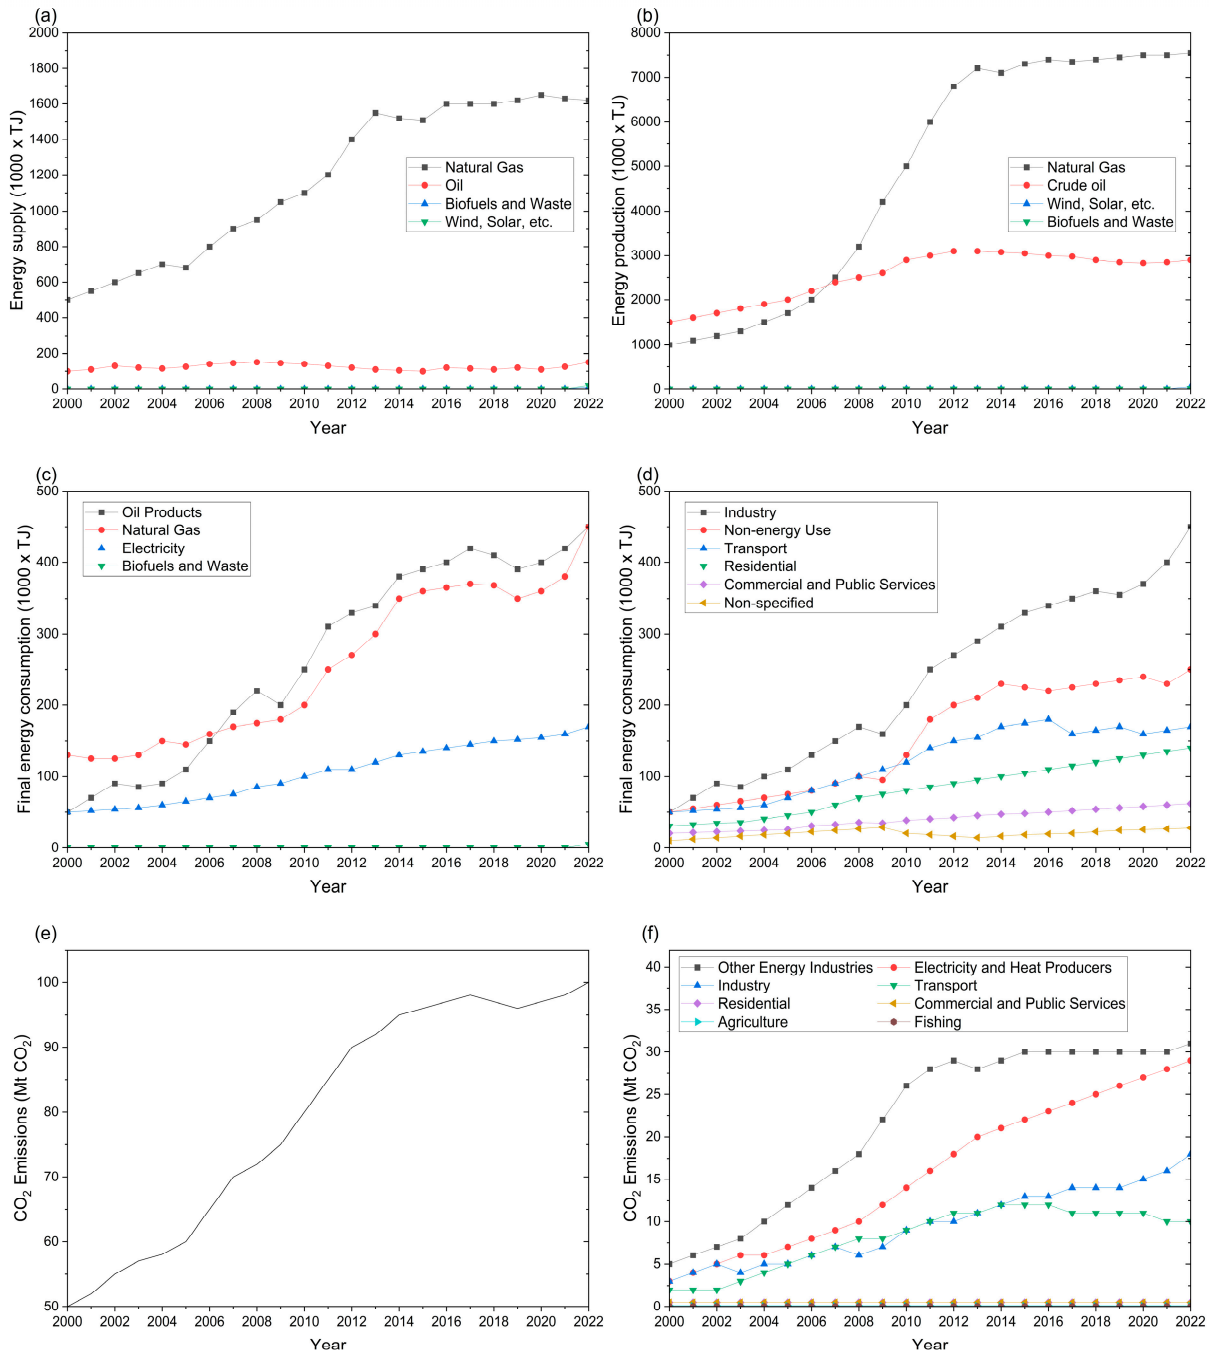 (a)
2000
1800
1600
1400
1200
1000
800
600
400
200
0
Energy supply (1000 x TJ)
Natural Gas
Oil
Biofuels and Waste
Wind, Solar, etc.
2000 2002 2004 2006 2008 2010 2012 2014 2016 2018 2020 2022
Year
(b)
8000
7000
6000
5000
4000
3000
2000
1000
0
Energy production (1000 x TJ)
Natural Gas
Crude oil
Wind, Solar, etc.
Biofuels and Waste
2000 2002 2004 2006 2008 2010 2012 2014 2016 2018 2020 2022
Year
(c)
500
400
300
200
100
0
Final energy consumption (1000 x TJ)
Oil Products
Natural Gas
Electricity
Biofuels and Waste
2000 2002 2004 2006 2008 2010 2012 2014 2016 2018 2020 2022
Year
(d)
500
400
300
200
100
0
Final energy consumption (1000 x TJ)
Industry
Non-energy Use
Transport
Residential
Commercial and Public Services
Non-specified
2000 2002 2004 2006 2008 2010 2012 2014 2016 2018 2020 2022
Year
(e)
100
90
80
70
60
50
CO2 Emissions (Mt CO2)
2000 2002 2004 2006 2008 2010 2012 2014 2016 2018 2020 2022
Year
(f)
40
35
30
25
20
15
10
5
0
CO2 Emissions (Mt CO2)
Other Energy Industries Electricity and Heat Producers
Industry Transport
Residential Commercial and Public Services
Agriculture Fishing
2000 2002 2004 2006 2008 2010 2012 2014 2016 2018 2020 2022
Year